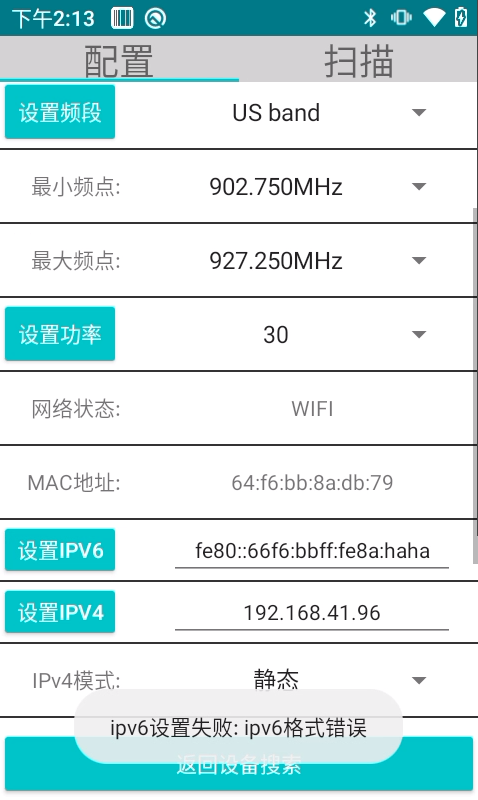 下午2:13
配置 扫描
设置频段 US band
最小频点: 902.750MHz
最大频点: 927.250MHz
设置功率 30
网络状态: WIFI
MAC地址: 64:f6:bb:8a:db:79
设置IPV6 fe80::66f6:bbff:fe8a:haha
设置IPV4 192.168.41.96
IPv4模式: 静态
ipv6设置失败: ipv6格式错误
返回设备搜索